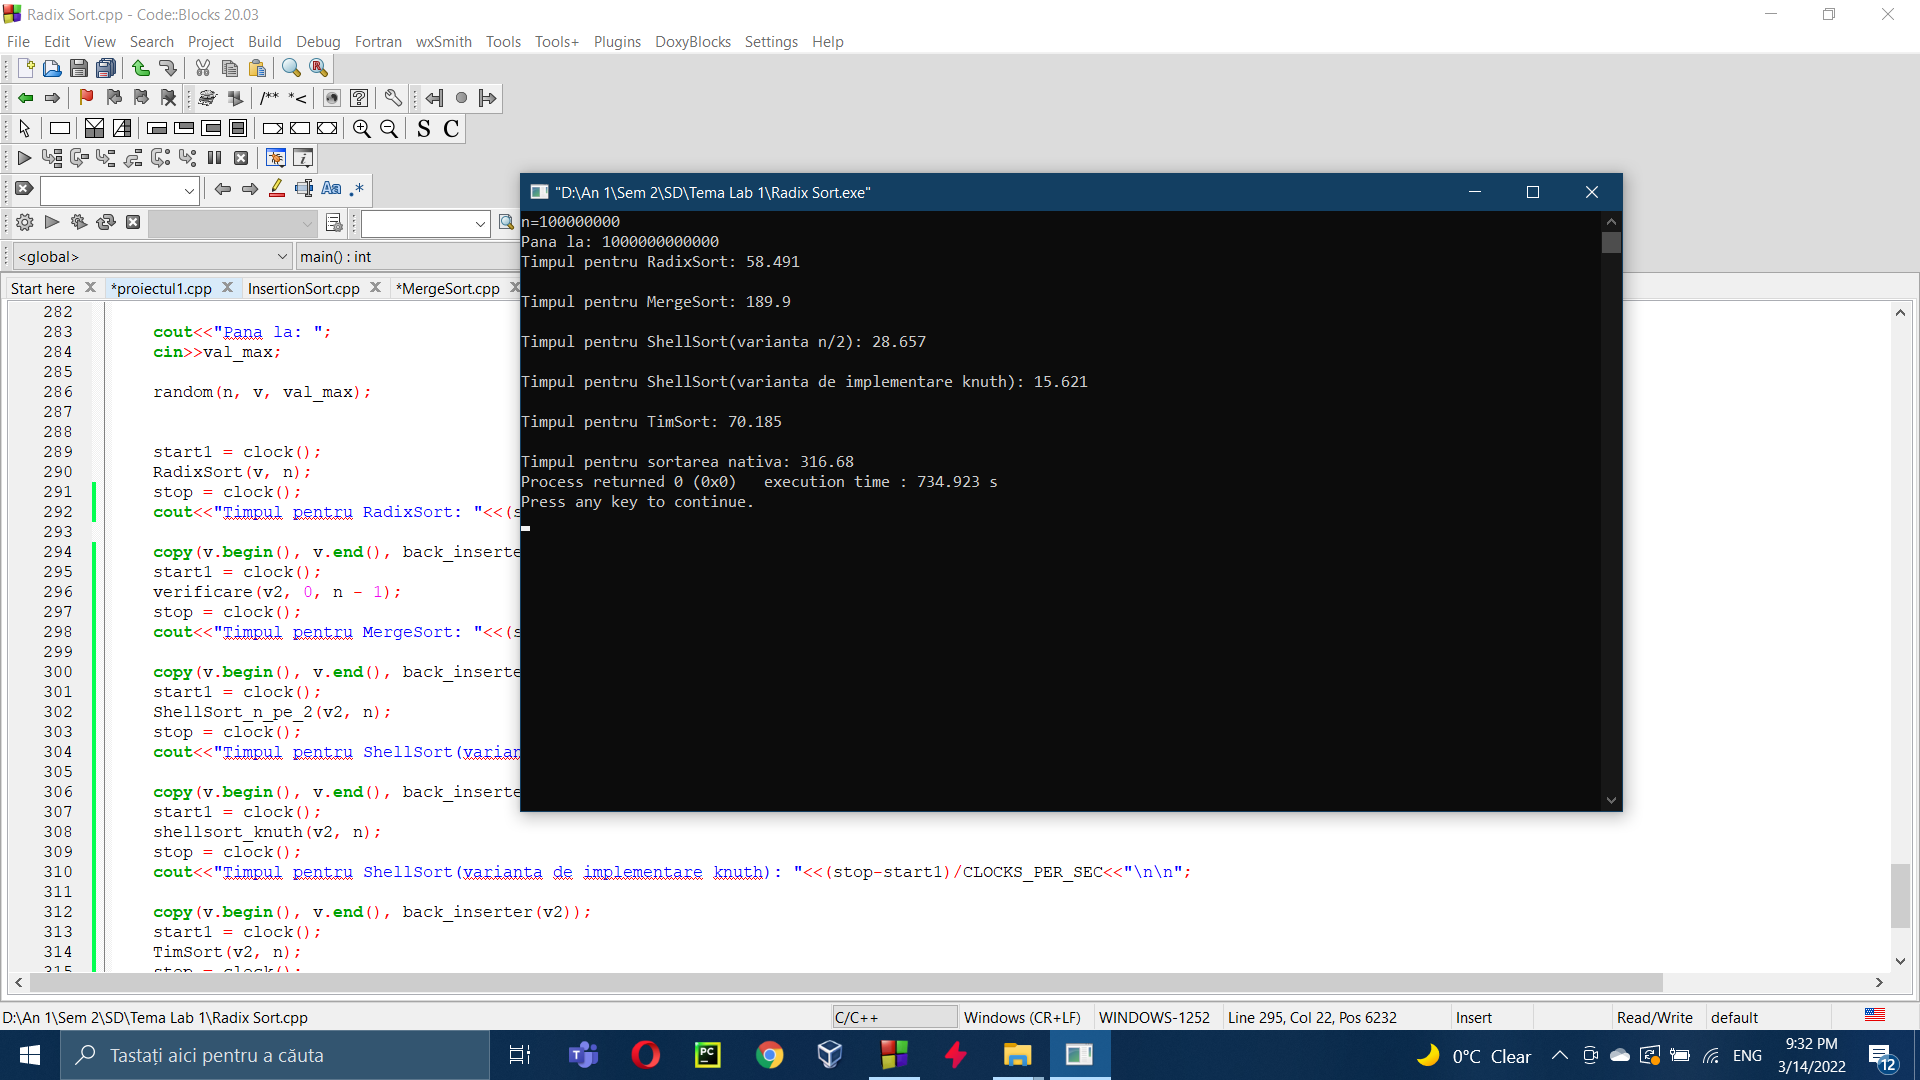 Radix Sort.cpp - Code::Blocks 20.03
File Edit View Search Project Build Debug Fortran wxSmith Tools Tools+ Plugins DoxyBlocks Settings Help
/** *<
S C
Aa .*
<global> main() : int
Start here *proiectul1.cpp InsertionSort.cpp *MergeSort.cpp
282
283 cout<<"Pana la: ";
284 cin>>val_max;
285
286 random(n, v, val_max);
287
288
289 start1 = clock();
290 RadixSort(v, n);
291 stop = clock();
292 cout<<"Timpul pentru RadixSort: "<<(s
293
294 copy(v.begin(), v.end(), back_inserte
295 start1 = clock();
296 verificare(v2, 0, n - 1);
297 stop = clock();
298 cout<<"Timpul pentru MergeSort: "<<(s
299
300 copy(v.begin(), v.end(), back_inserte
301 start1 = clock();
302 ShellSort_n_pe_2(v2, n);
303 stop = clock();
304 cout<<"Timpul pentru ShellSort(varian
305
306 copy(v.begin(), v.end(), back_inserte
307 start1 = clock();
308 shellsort_knuth(v2, n);
309 stop = clock();
310 cout<<"Timpul pentru ShellSort(varianta de implementare knuth): "<<(stop-start1)/CLOCKS_PER_SEC<<"\n\n";
311
312 copy(v.begin(), v.end(), back_inserter(v2));
313 start1 = clock();
314 TimSort(v2, n);
315 stop = clock();
"D:\An 1\Sem 2\SD\Tema Lab 1\Radix Sort.exe"
n=100000000
Pana la: 1000000000000
Timpul pentru RadixSort: 58.491
Timpul pentru MergeSort: 189.9
Timpul pentru ShellSort(varianta n/2): 28.657
Timpul pentru ShellSort(varianta de implementare knuth): 15.621
Timpul pentru TimSort: 70.185
Timpul pentru sortarea nativa: 316.68
Process returned 0 (0x0) execution time : 734.923 s
Press any key to continue.
D:\An 1\Sem 2\SD\Tema Lab 1\Radix Sort.cpp C/C++ Windows (CR+LF) WINDOWS-1252 Line 295, Col 22, Pos 6232 Insert Read/Write default
Tastați aici pentru a căuta
PC
0°C Clear
ENG
9:32 PM
3/14/2022
12